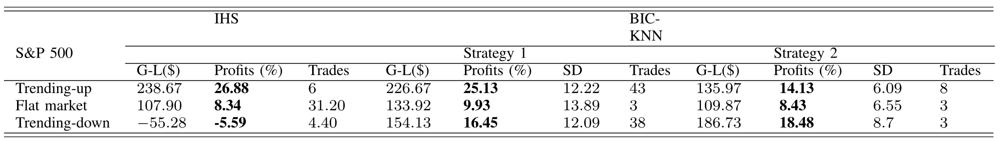 IHS BIC-
KNN
S&P 500 Strategy 1 Strategy 2
G-L($) Profits (%) Trades G-L($) Profits (%) SD Trades G-L($) Profits (%) SD Trades
Trending-up 238.67 26.88 6 226.67 25.13 12.22 43 135.97 14.13 6.09 8
Flat market 107.90 8.34 31.20 133.92 9.93 13.89 3 109.87 8.43 6.55 3
Trending-down −55.28 -5.59 4.40 154.13 16.45 12.09 38 186.73 18.48 8.7 3